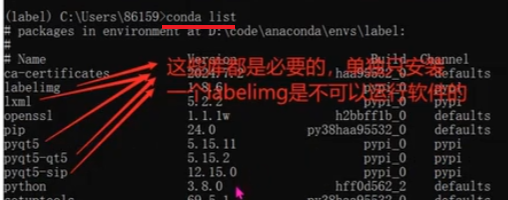 (label) C:\Users\86159>conda list
# packages in environment at D:\code\anaconda\envs\label:
#
# Name Version Build Channel
ca-certificates 2024 haa95532_0 defaults
这些库都是必要的，单独只安装
labelimg 1.8.6 pypi_0 pypi
一个labelimg是不可以运行软件的
lxml 5.2.2 pypi_0 pypi
openssl 1.1.1w h2bbff1b_0 defaults
pip 24.0 py38haa95532_0 defaults
pyqt5 5.15.11 pypi_0 pypi
pyqt5-qt5 5.15.2 pypi_0 pypi
pyqt5-sip 12.15.0 pypi_0 pypi
python 3.8.0 hff0d562_2 defaults
setuptools 69.5.1 defaults